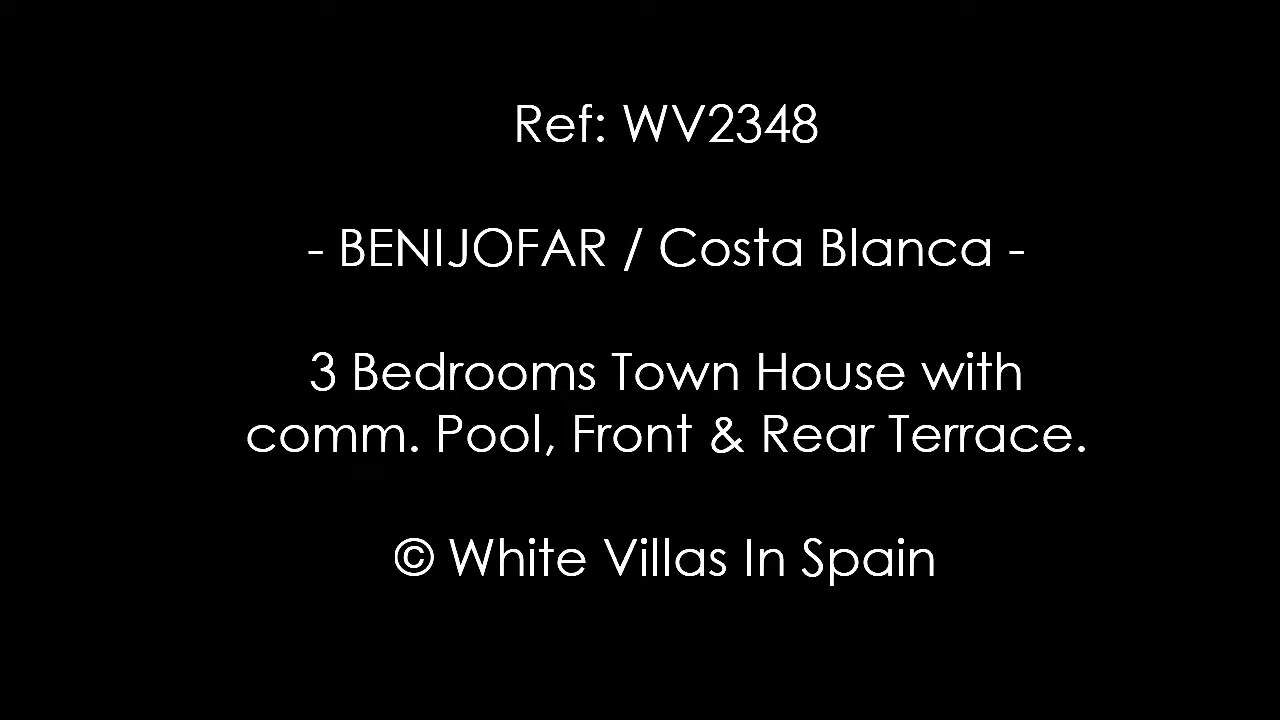 Ref: WV2348
- BENIJOFAR / Costa Blanca -
3 Bedrooms Town House with
comm. Pool, Front & Rear Terrace.
© White Villas In Spain